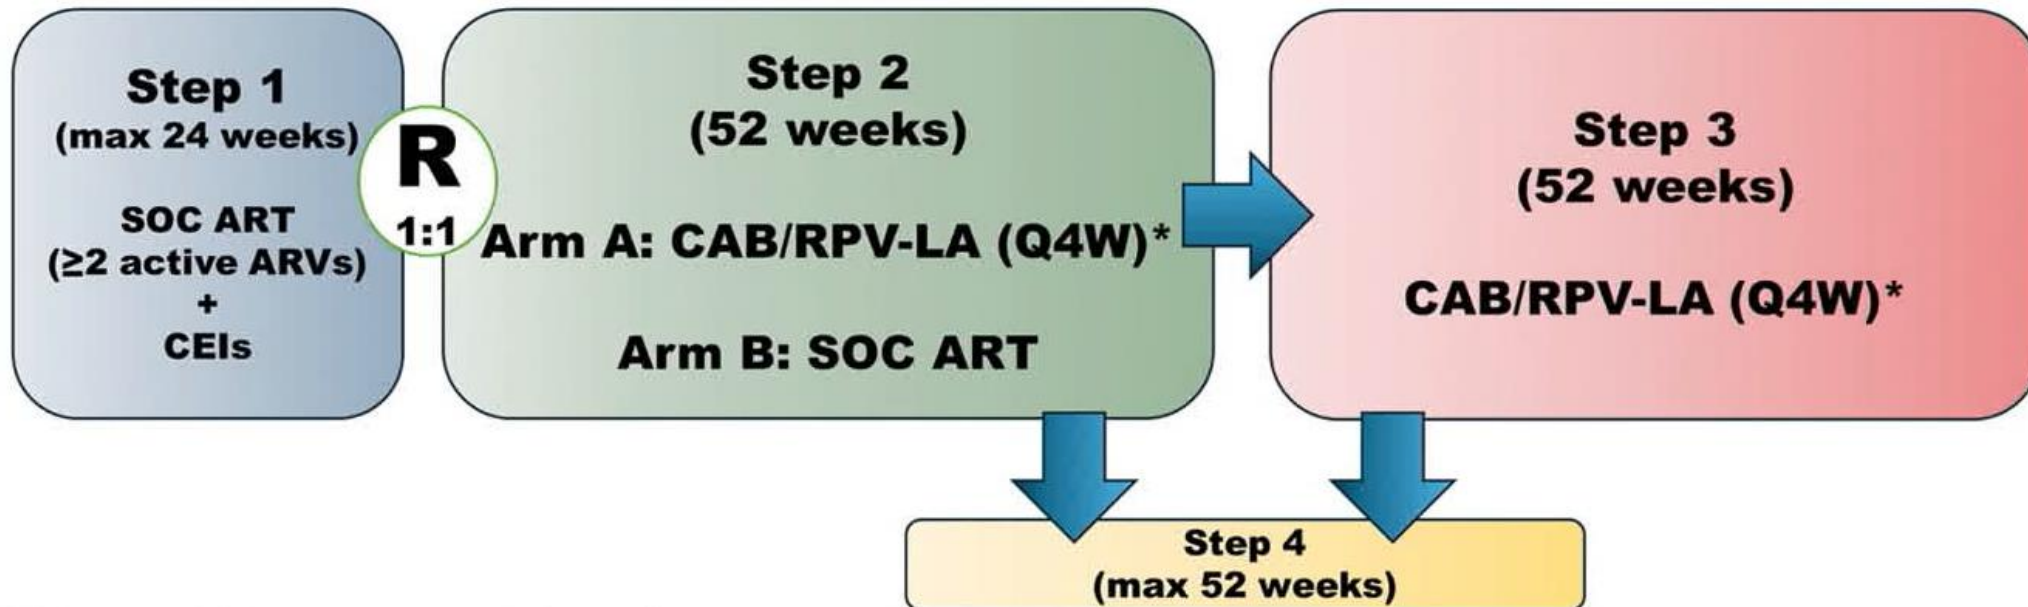 Step 1
(max 24 weeks)
SOC ART
(≥2 active ARVs)
+
CEIs
R
1:1
Step 2
(52 weeks)
Arm A: CAB/RPV-LA (Q4W)*
Arm B: SOC ART
Step 3
(52 weeks)
CAB/RPV-LA (Q4W)*
Step 4
(max 52 weeks)